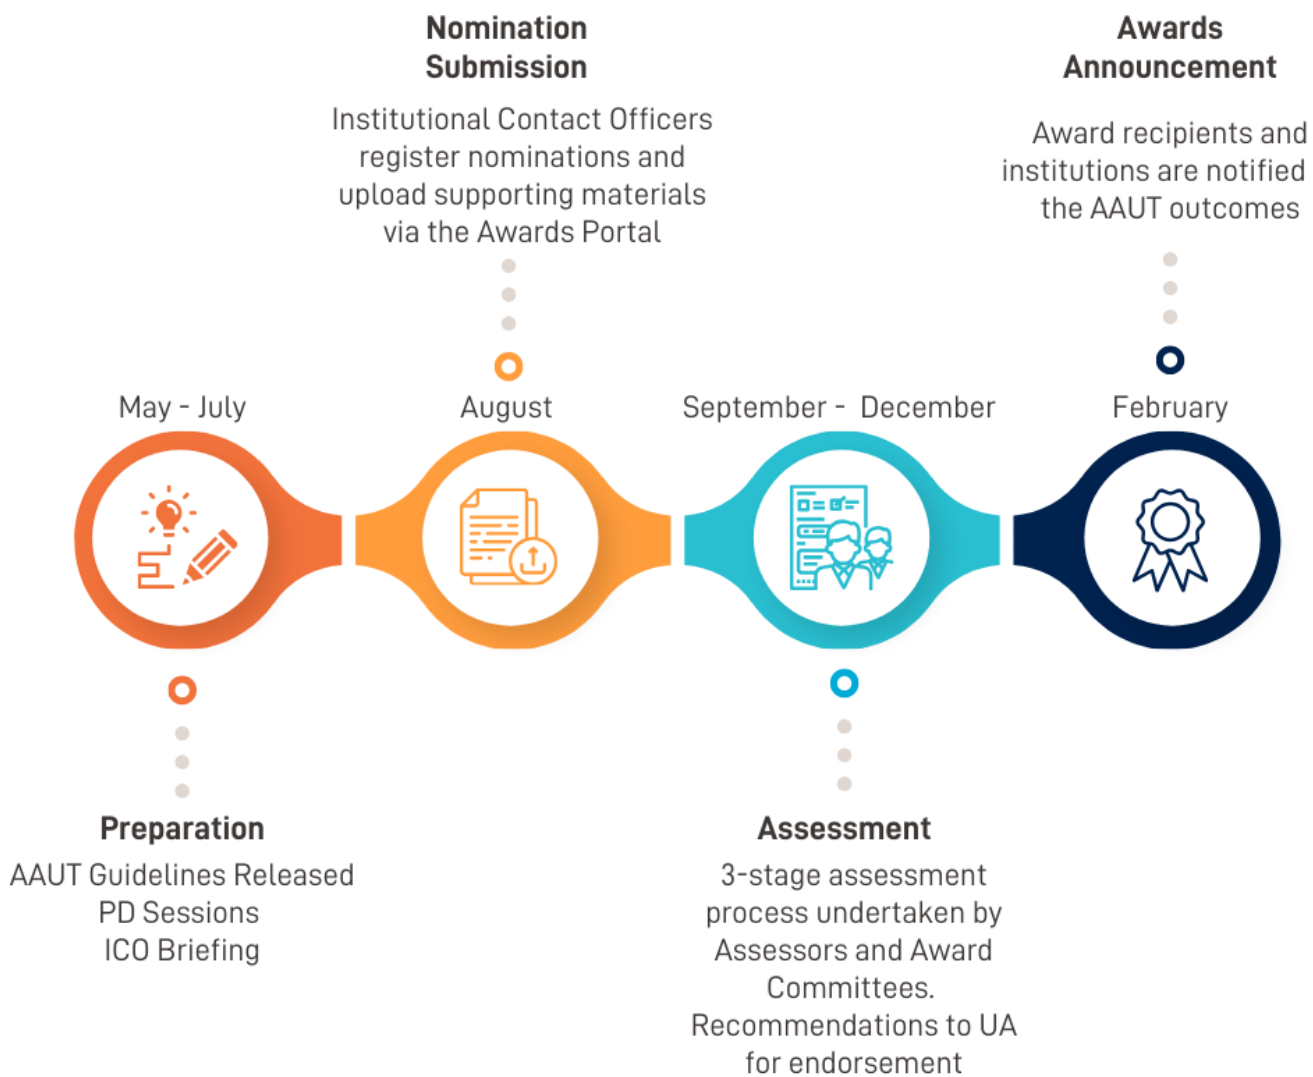 Nomination
Submission
Institutional Contact Officers
register nominations and
upload supporting materials
via the Awards Portal
Awards
Announcement
Award recipients and
institutions are notified
the AAUT outcomes
May - July
August
September - December
February
Preparation
AAUT Guidelines Released
PD Sessions
ICO Briefing
Assessment
3-stage assessment
process undertaken by
Assessors and Award
Committees.
Recommendations to UA
for endorsement